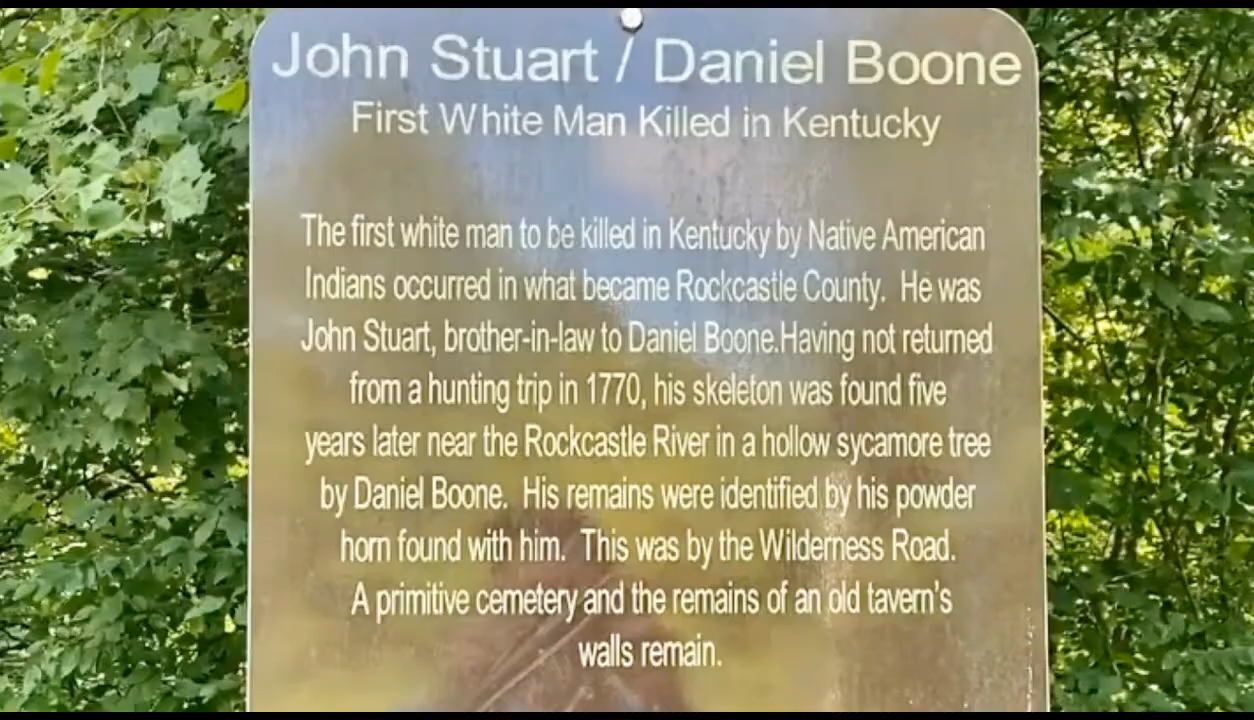 John Stuart / Daniel Boone
First White Man Killed in Kentucky
The first white man to be killed in Kentucky by Native American
Indians occurred in what became Rockcastle County. He was
John Stuart, brother-in-law to Daniel Boone.Having not returned
from a hunting trip in 1770, his skeleton was found five
years later near the Rockcastle River in a hollow sycamore tree
by Daniel Boone. His remains were identified by his powder
horn found with him. This was by the Wilderness Road.
A primitive cemetery and the remains of an old tavern's
walls remain.